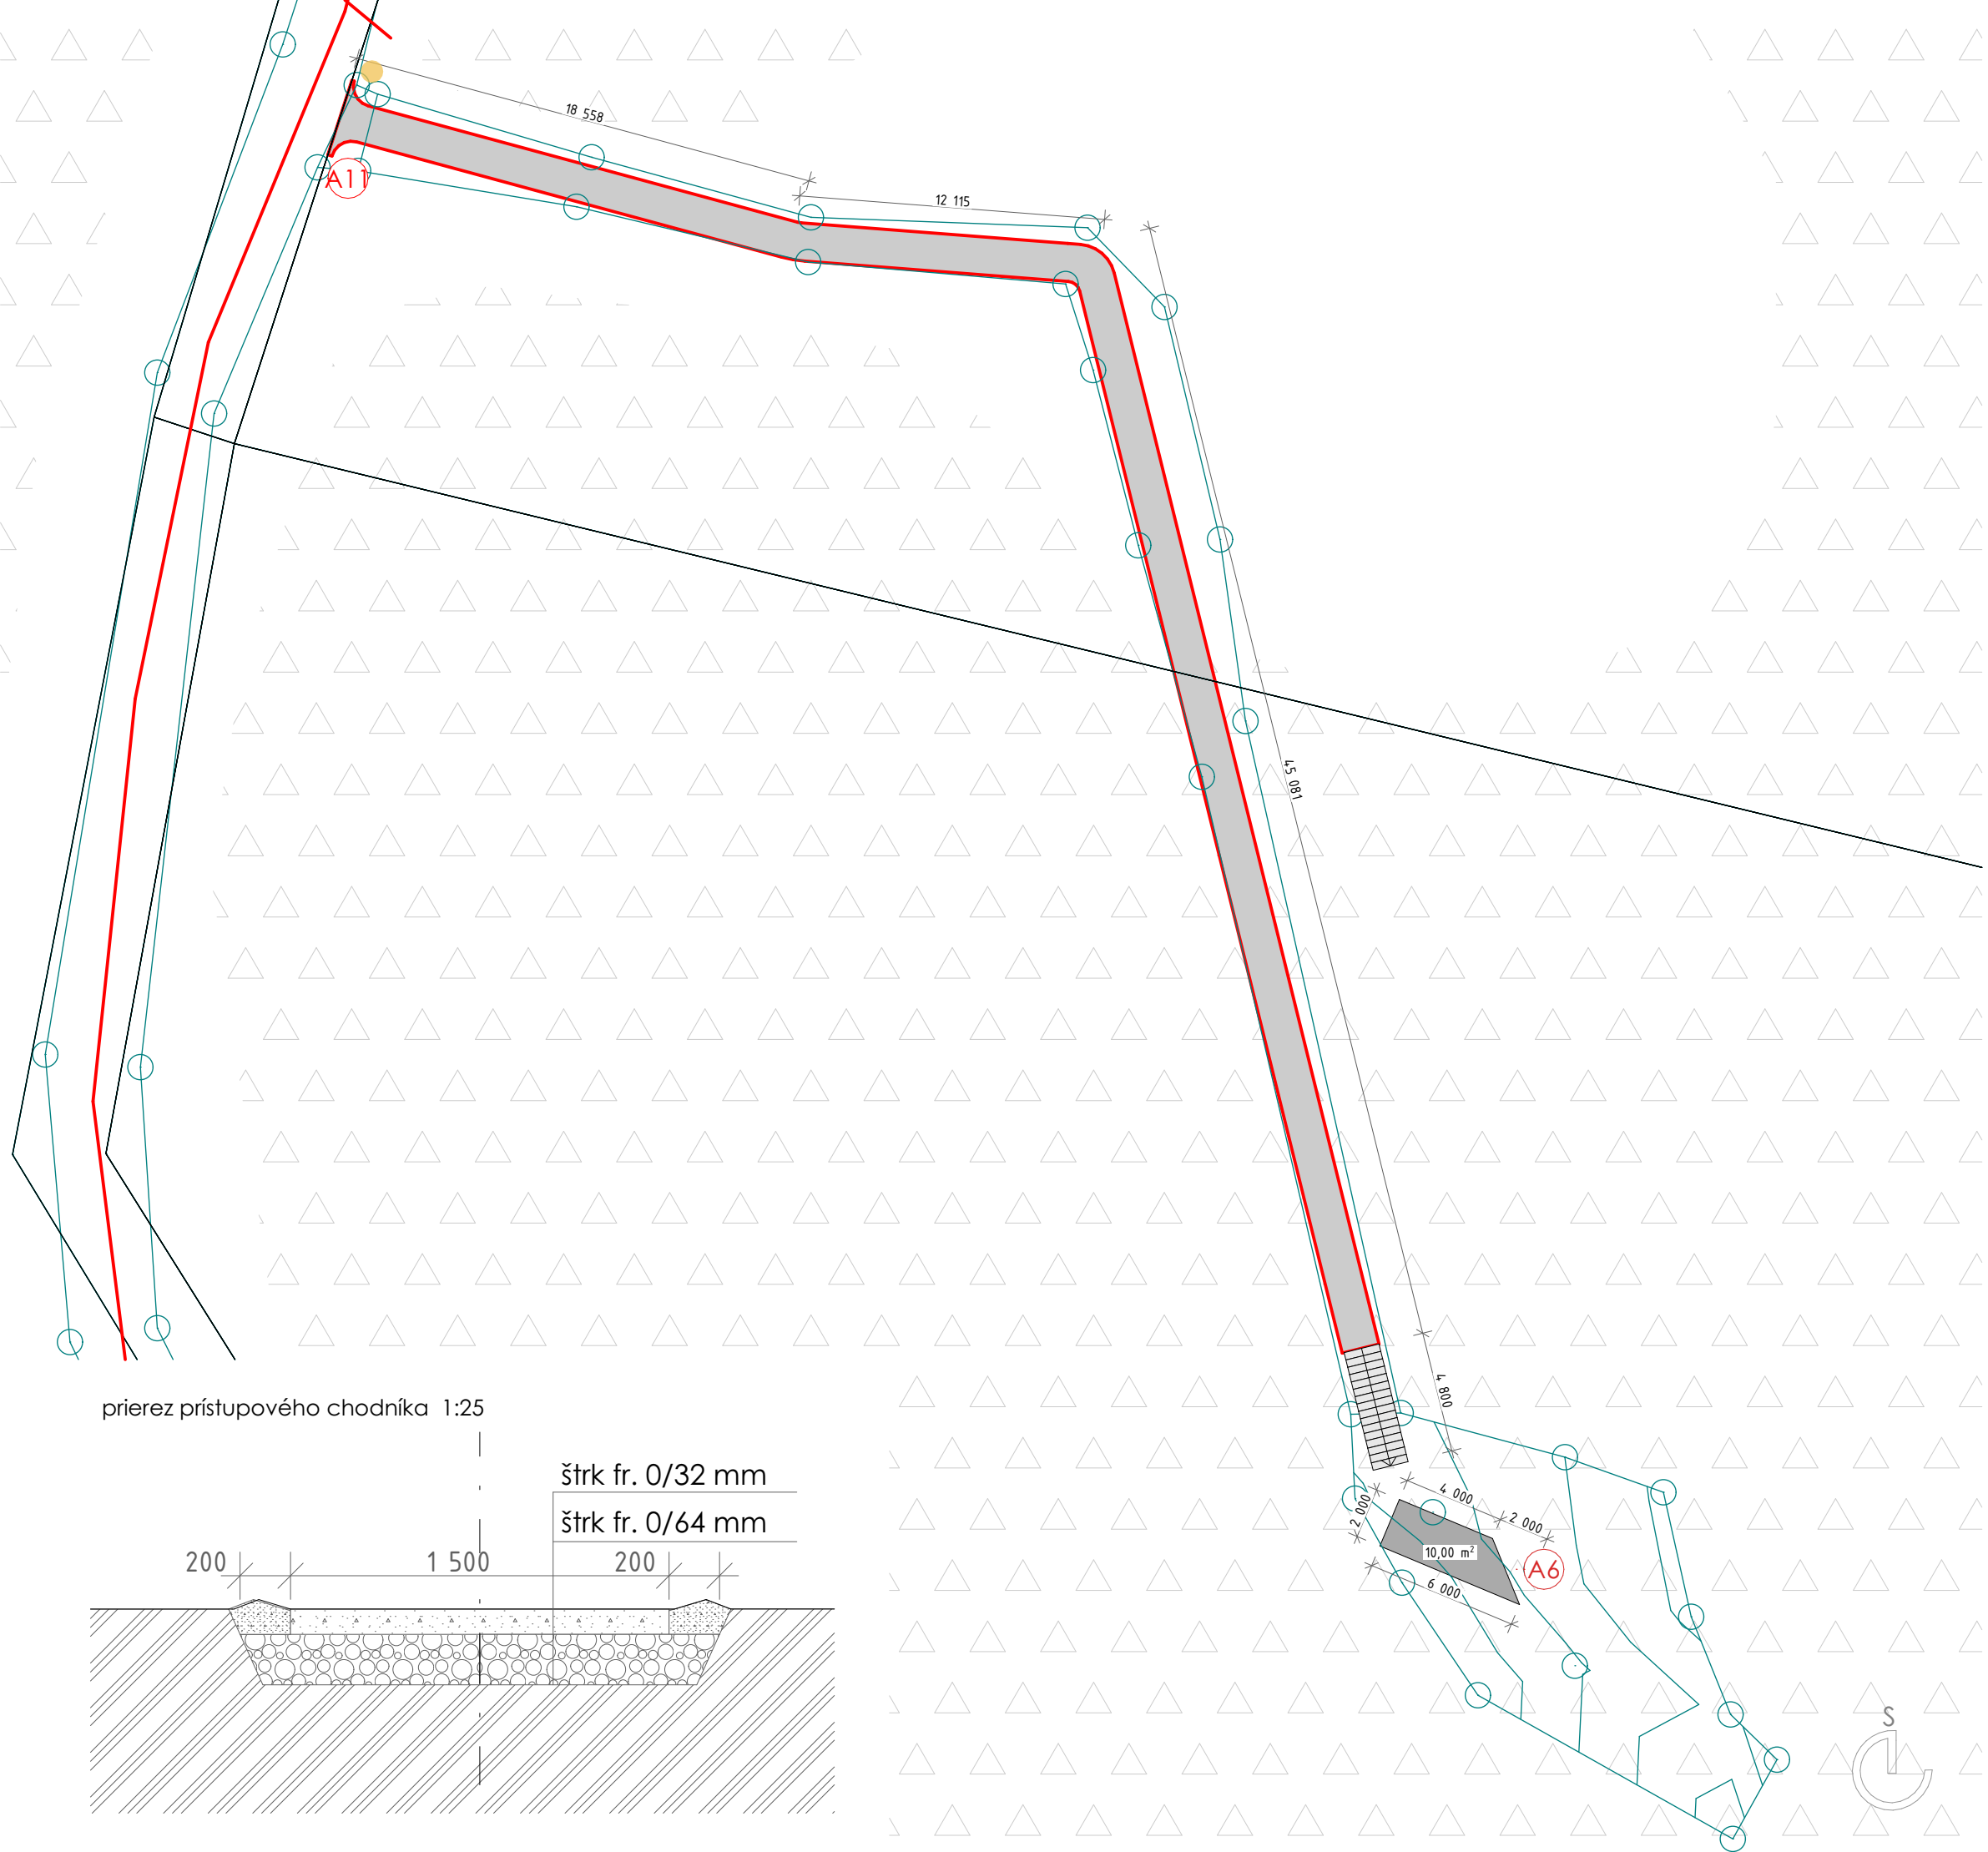 18 558
A11
12 115
45 081
4 800
prierez prístupového chodníka 1:25
štrk fr. 0/32 mm
štrk fr. 0/64 mm
200
1 500
200
4 000
2 000
2 000
10,00 m²
A6
6 000
S